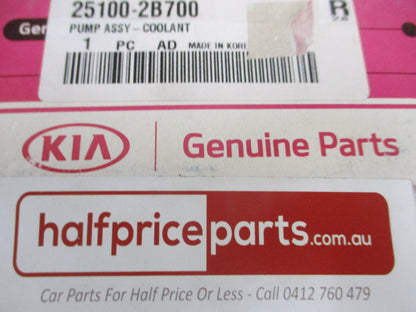 25100-2B700
PUMP ASSY-COOLANT
1 PC AD MADE IN KORE
R
KIA Genuine Parts
halfpriceparts.com.au
Car Parts For Half Price Or Less - Call 0412 760 479